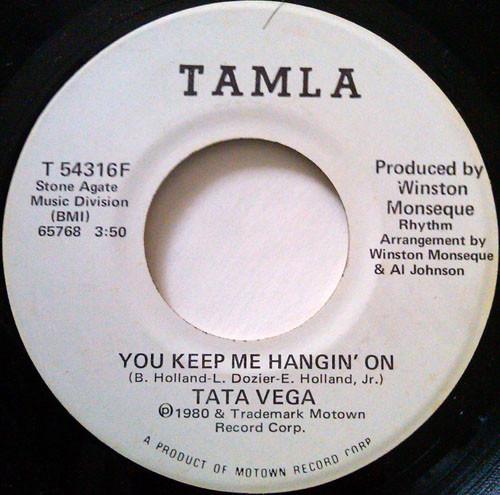 TAMLA
T 54316F
Stone Agate
Music Division
(BMI)
65768 3:50
Produced by
Winston
Monseque
Rhythm
Arrangement by
Winston Monseque
& Al Johnson
YOU KEEP ME HANGIN' ON
(B. Holland-L. Dozier-E. Holland, Jr.)
TATA VEGA
℗1980 & Trademark Motown
Record Corp.
A PRODUCT OF MOTOWN RECORD CORP